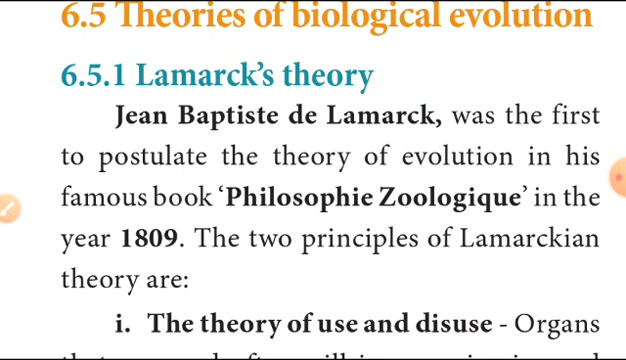 6.5 Theories of biological evolution
6.5.1 Lamarck's theory
Jean Baptiste de Lamarck, was the first
to postulate the theory of evolution in his
famous book ‘Philosophie Zoologique’ in the
year 1809. The two principles of Lamarckian
theory are:
i. The theory of use and disuse - Organs